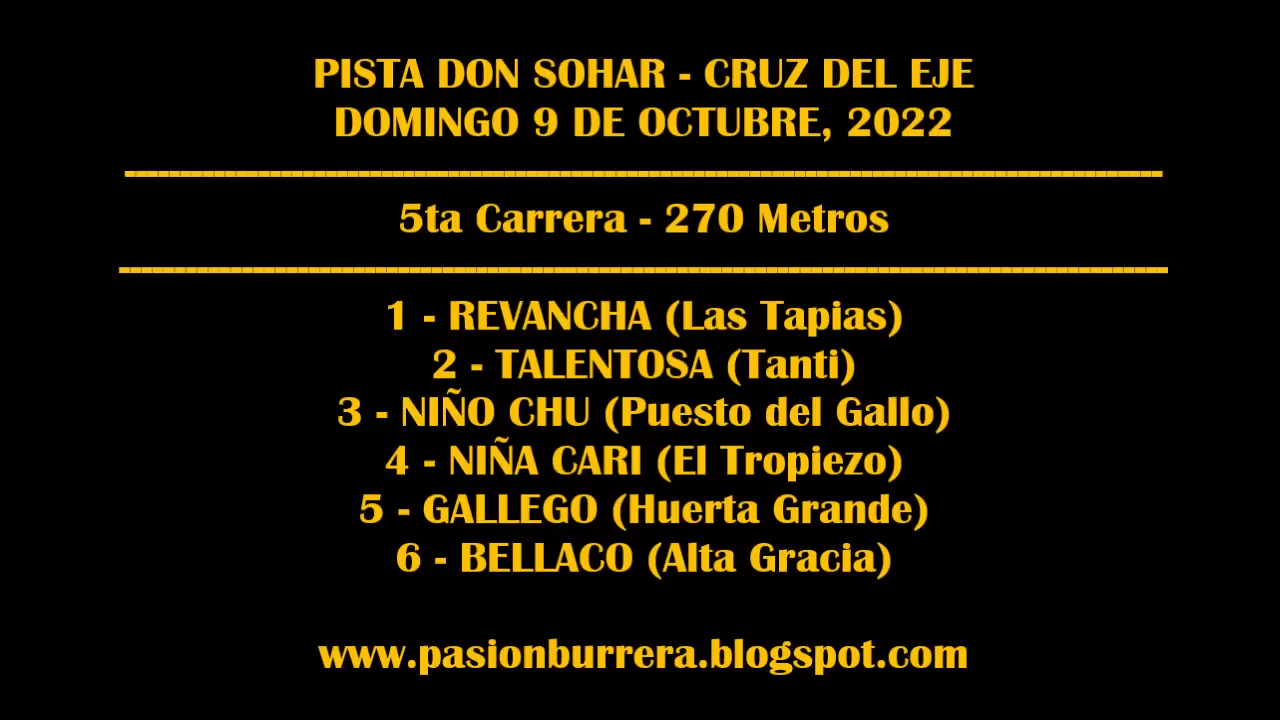 PISTA DON SOHAR - CRUZ DEL EJE
DOMINGO 9 DE OCTUBRE, 2022
5ta Carrera - 270 Metros
1 - REVANCHA (Las Tapias)
2 - TALENTOSA (Tanti)
3 - NIÑO CHU (Puesto del Gallo)
4 - NIÑA CARI (El Tropiezo)
5 - GALLEGO (Huerta Grande)
6 - BELLACO (Alta Gracia)
www.pasionburrera.blogspot.com